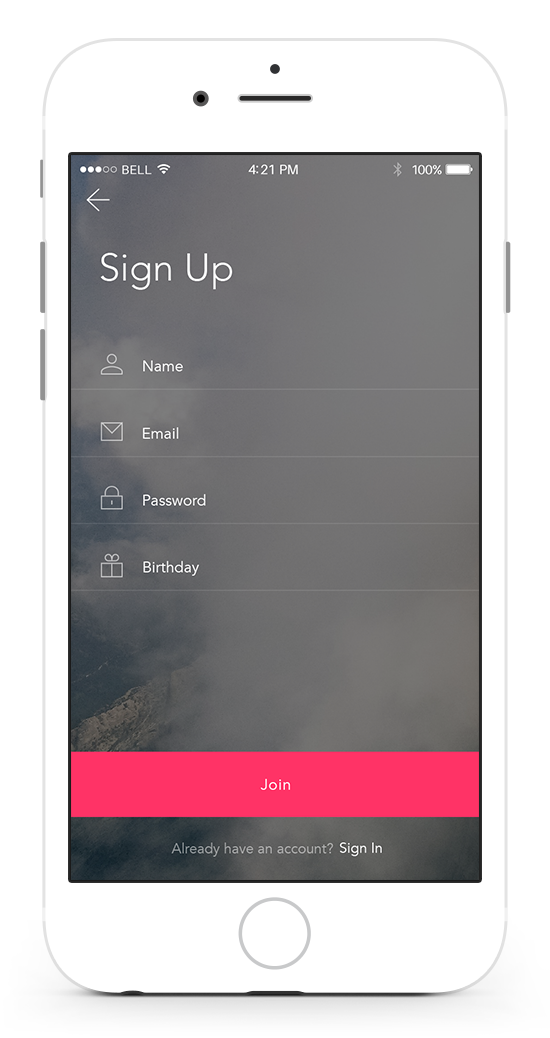 BELL 4:21 PM 100%
Sign Up
Name
Email
Password
Birthday
Join
Already have an account? Sign In